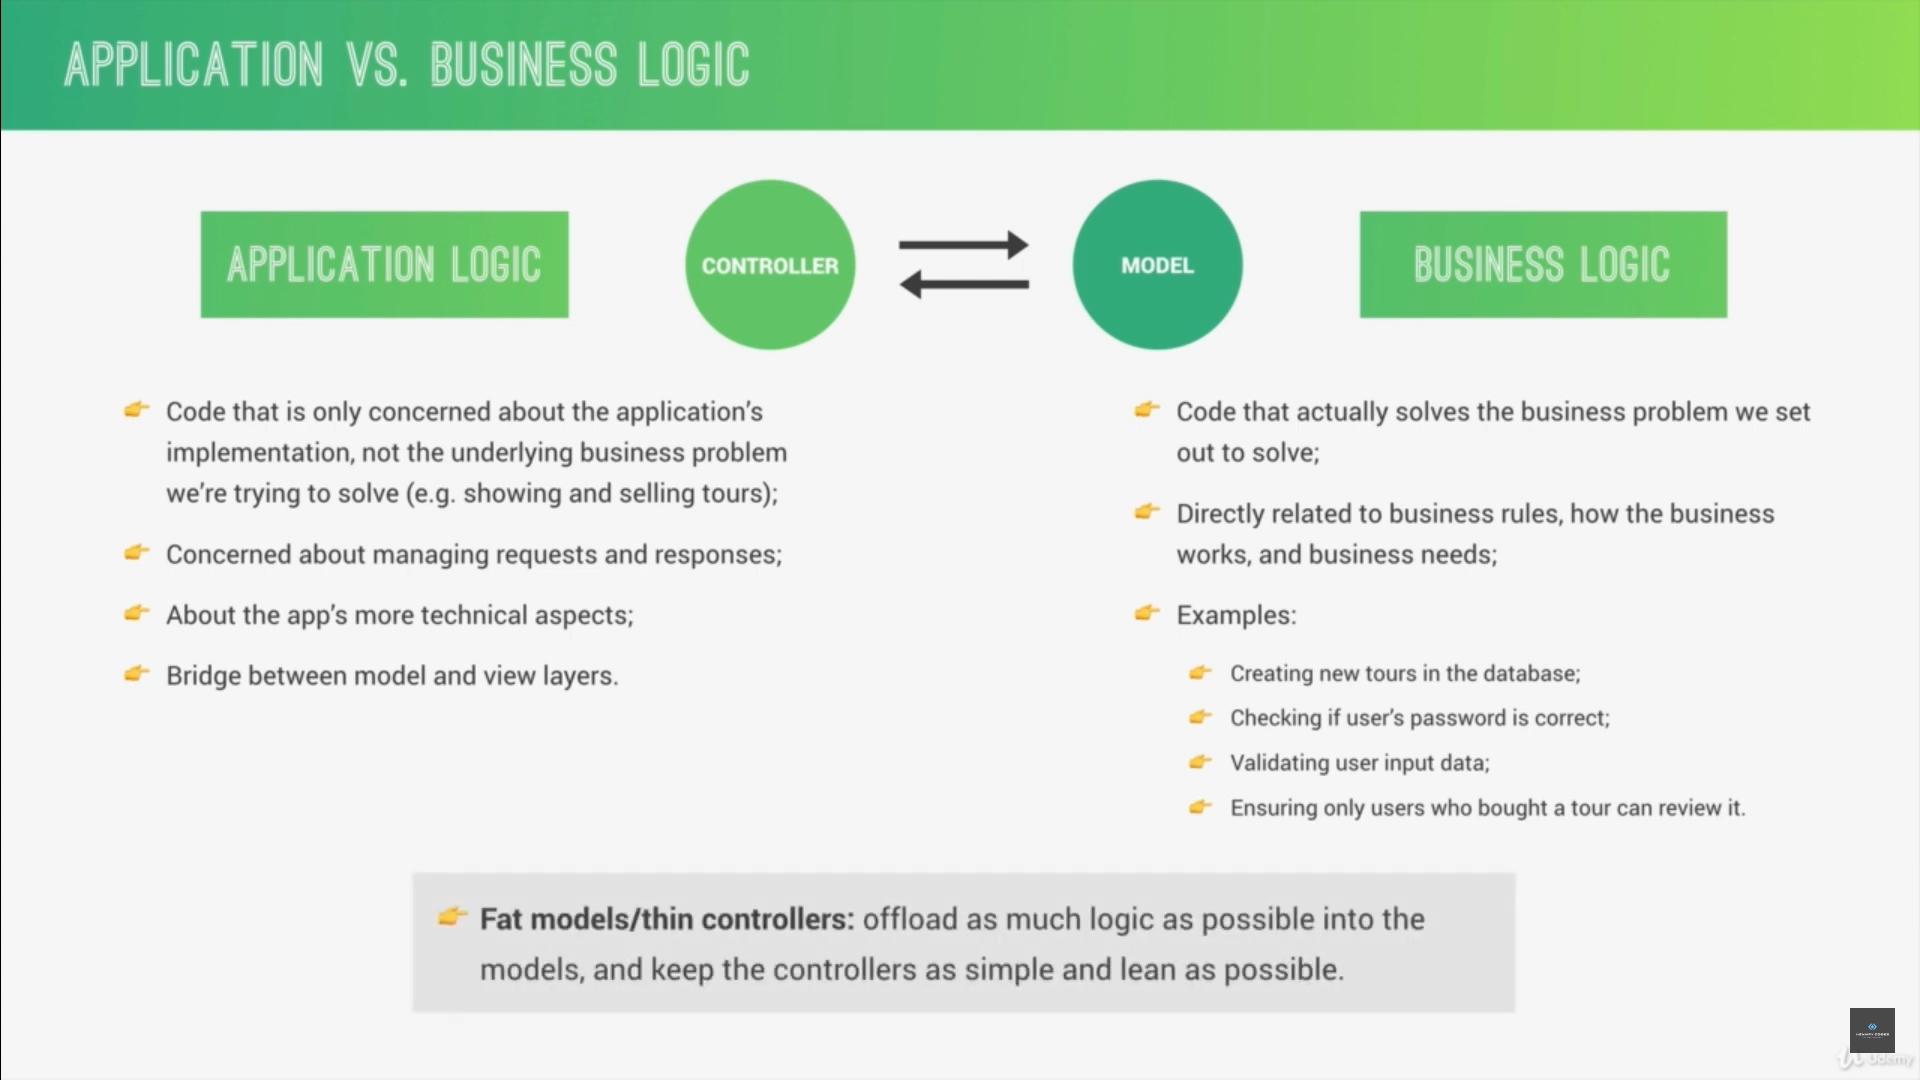 APPLICATION VS. BUSINESS LOGIC
APPLICATION LOGIC
CONTROLLER
MODEL
BUSINESS LOGIC
Code that is only concerned about the application’s
implementation, not the underlying business problem
we’re trying to solve (e.g. showing and selling tours);
Concerned about managing requests and responses;
About the app’s more technical aspects;
Bridge between model and view layers.
Code that actually solves the business problem we set
out to solve;
Directly related to business rules, how the business
works, and business needs;
Examples:
Creating new tours in the database;
Checking if user’s password is correct;
Validating user input data;
Ensuring only users who bought a tour can review it.
Fat models/thin controllers: offload as much logic as possible into the
models, and keep the controllers as simple and lean as possible.
Udemy